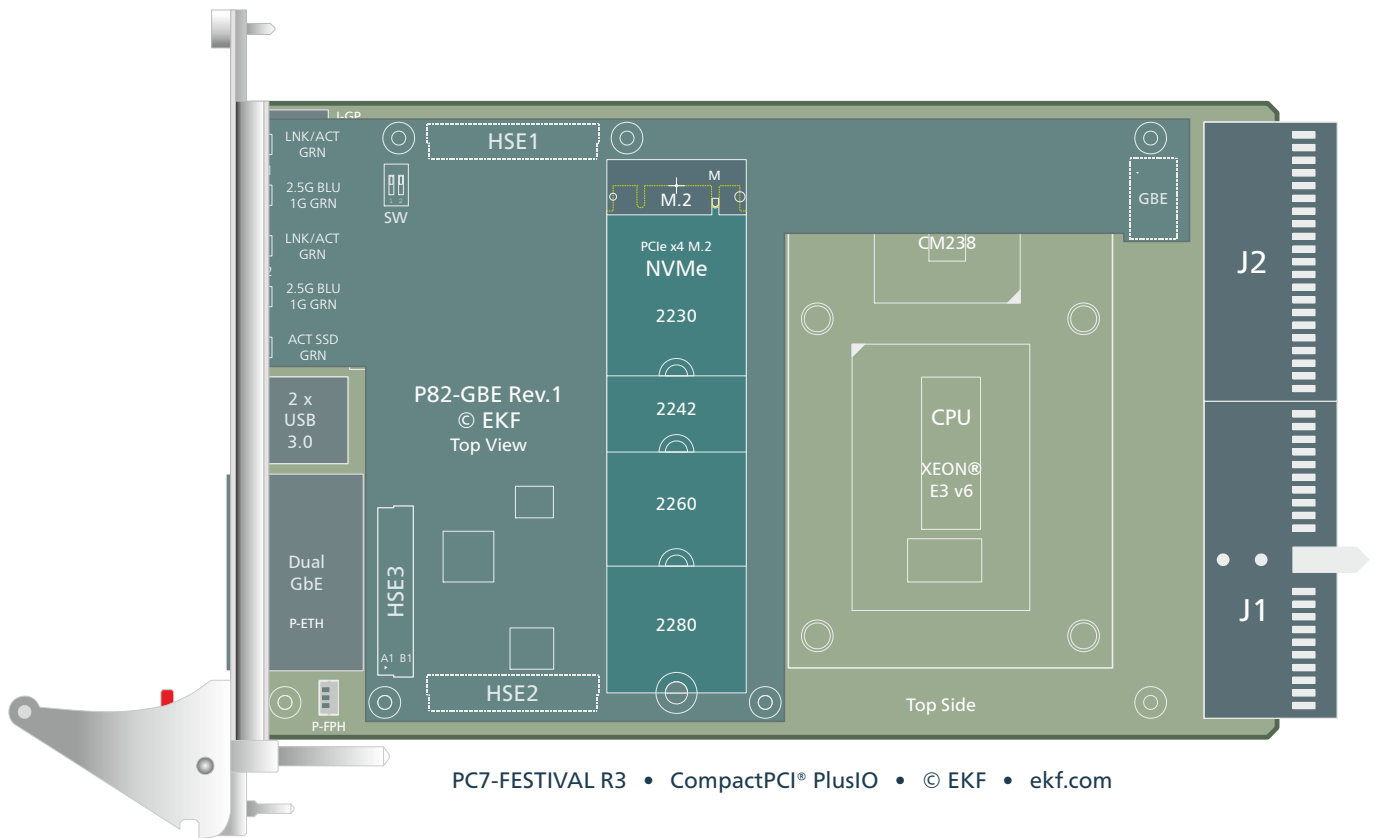 J-GP
LNK/ACT
GRN
2.5G BLU
1G GRN
LNK/ACT
GRN
2
2.5G BLU
1G GRN
ACT SSD
GRN
SW
1 2
HSE1
M
M.2
PCIe x4 M.2
NVMe
2230
2242
2260
2280
GBE
CM238
J2
2 x
USB
3.0
P82-GBE Rev.1
© EKF
Top View
CPU
XEON®
E3 v6
Dual
GbE
P-ETH
HSE3
A1 B1
HSE2
J1
P-FPH
Top Side
PC7-FESTIVAL R3 • CompactPCI® PlusIO • © EKF • ekf.com